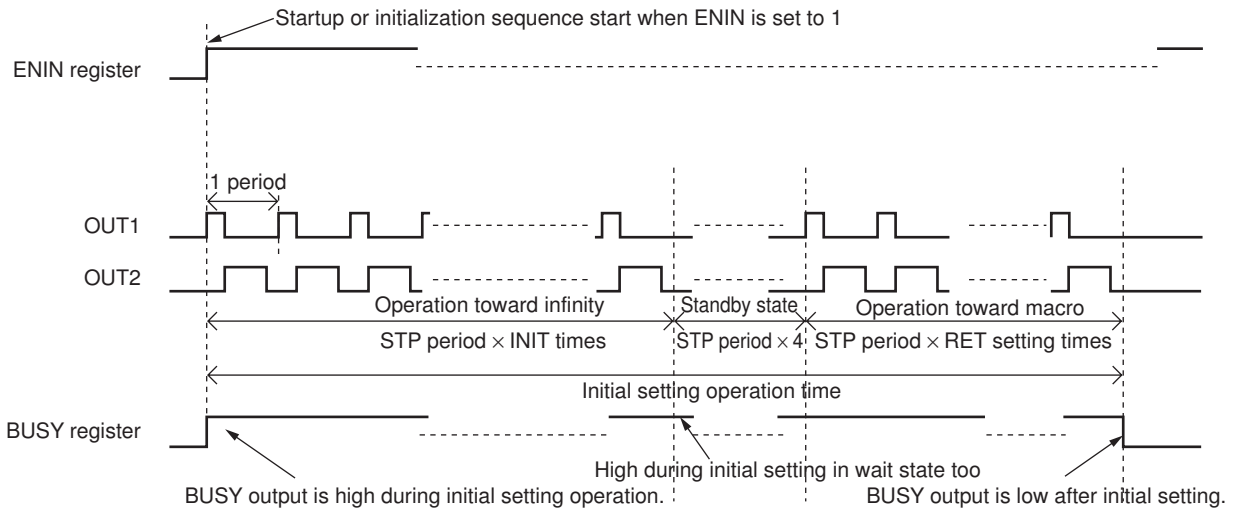 Startup or initialization sequence start when ENIN is set to 1
ENIN register
1 period
OUT1
OUT2
Operation toward infinity
Standby state
Operation toward macro
STP period × INIT times
STP period × 4
STP period × RET setting times
Initial setting operation time
BUSY register
High during initial setting in wait state too
BUSY output is high during initial setting operation.
BUSY output is low after initial setting.